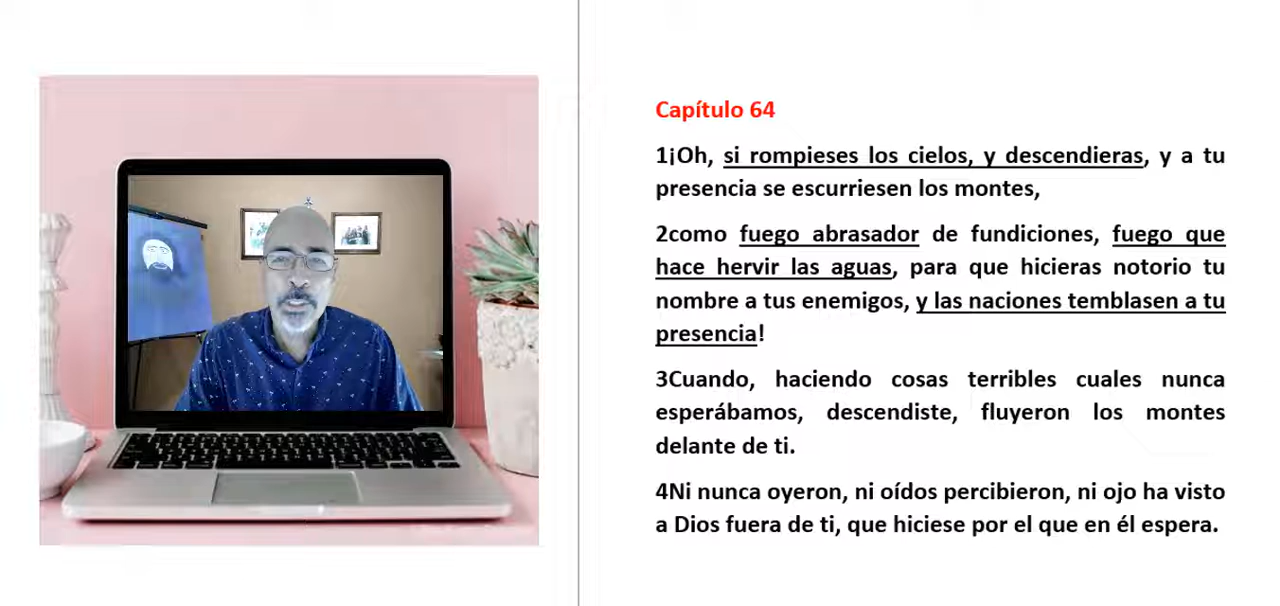 Capítulo 64
1¡Oh, si rompieses los cielos, y descendieras, y a tu
presencia se escurriesen los montes,
2como fuego abrasador de fundiciones, fuego que
hace hervir las aguas, para que hicieras notorio tu
nombre a tus enemigos, y las naciones temblasen a tu
presencia!
3Cuando, haciendo cosas terribles cuales nunca
esperábamos, descendiste, fluyeron los montes
delante de ti.
4Ni nunca oyeron, ni oídos percibieron, ni ojo ha visto
a Dios fuera de ti, que hiciese por el que en él espera.